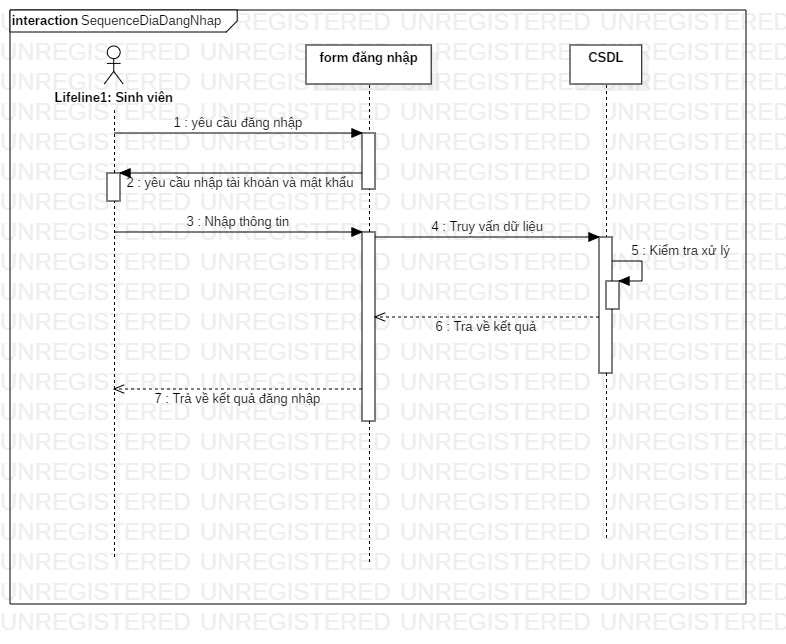 interaction SequenceDiaDangNhap
Lifeline1: Sinh viên
form đăng nhập
CSDL
1 : yêu cầu đăng nhập
2 : yêu cầu nhập tài khoản và mật khẩu
3 : Nhập thông tin
4 : Truy vấn dữ liệu
5 : Kiểm tra xử lý
6 : Tra về kết quả
7 : Trả về kết quả đăng nhập
UNREGISTERED UNREGISTERED UNREGISTERED UNREGISTERED